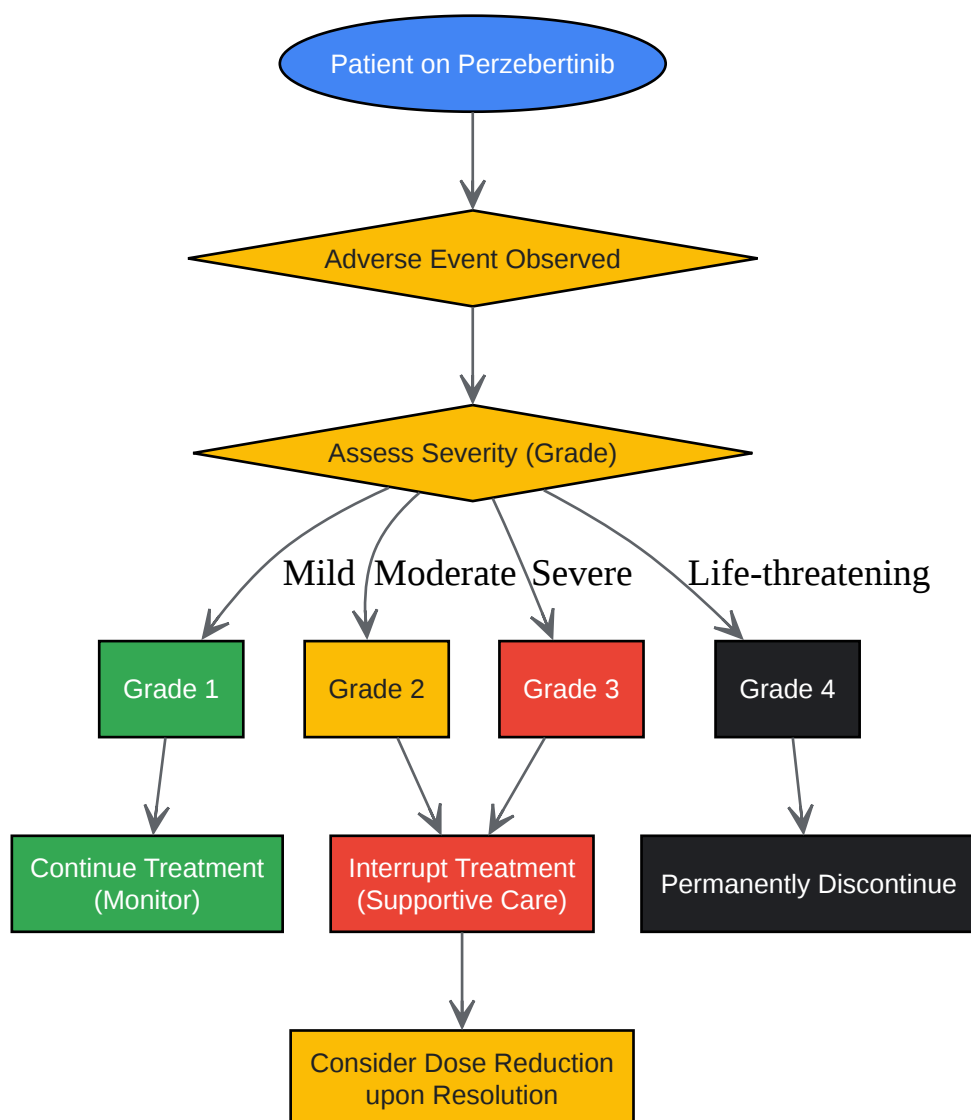 Patient on Perzebertinib
Adverse Event Observed
Assess Severity (Grade)
Mild
Moderate
Severe
Life-threatening
Grade 1
Grade 2
Grade 3
Grade 4
Continue Treatment
(Monitor)
Interrupt Treatment
(Supportive Care)
Permanently Discontinue
Consider Dose Reduction
upon Resolution